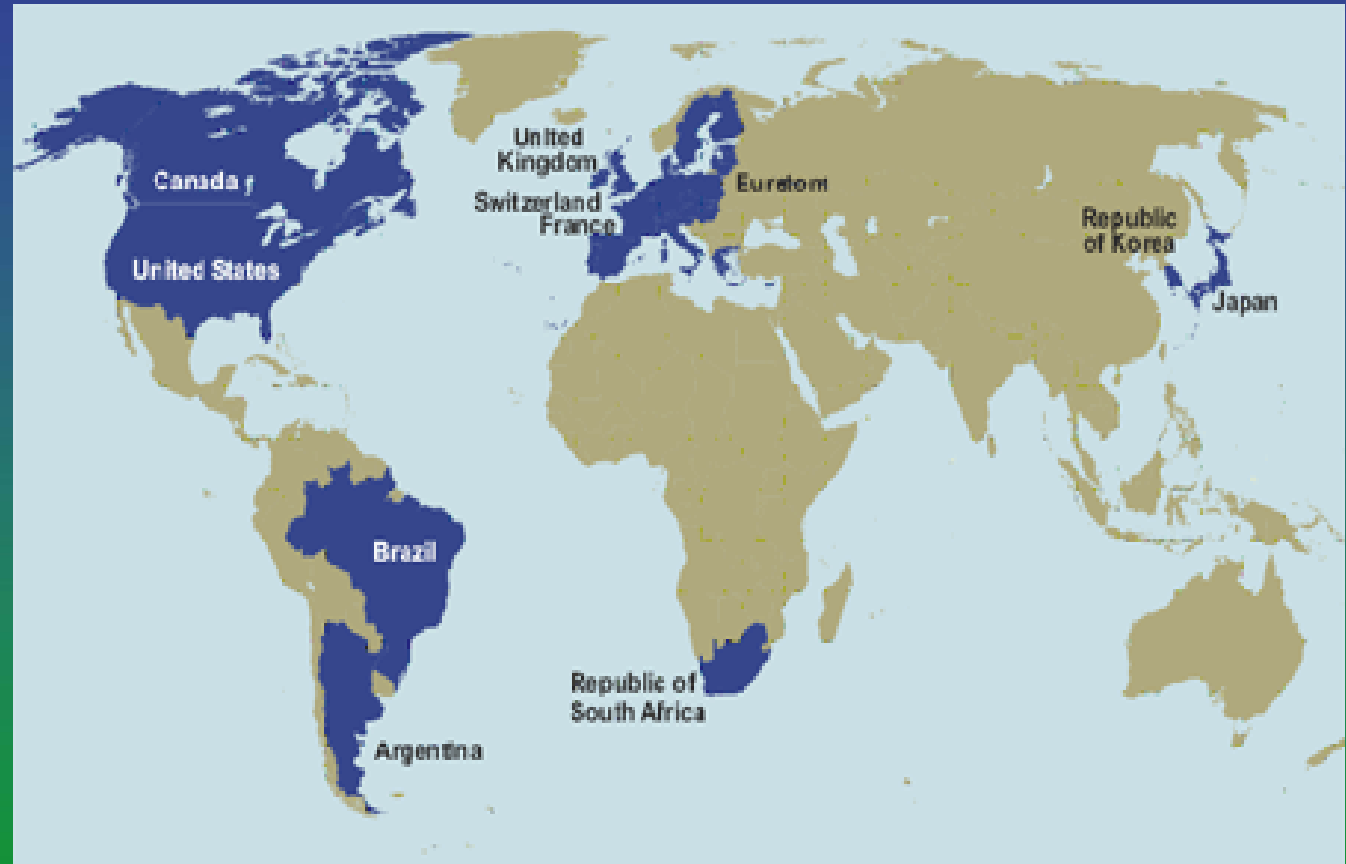 Canada
United States
United
Kingdom
Switzerland
France
Euratom
Republic
of Korea
Japan
Brazil
Argentina
Republic of
South Africa